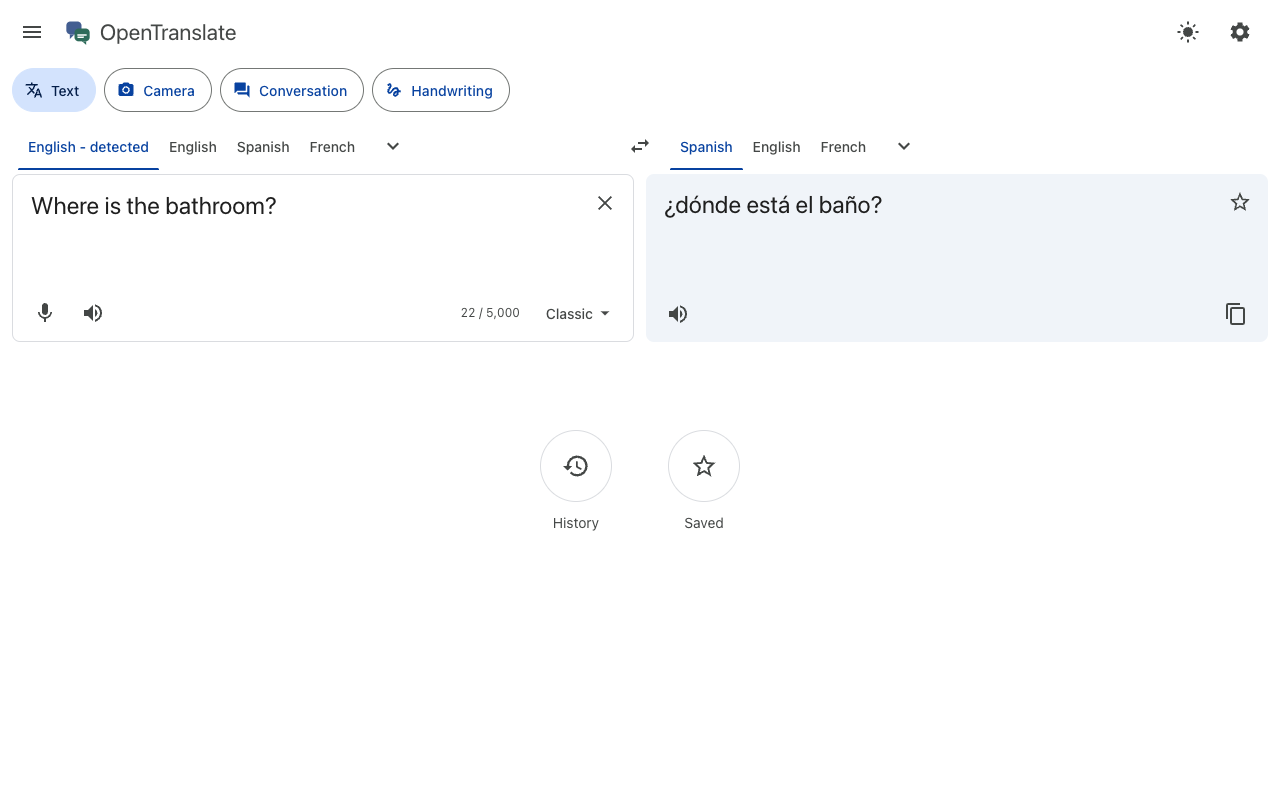 OpenTranslate
Text Camera Conversation Handwriting
English - detected English Spanish French
Spanish English French
Where is the bathroom?
22 / 5,000 Classic
¿dónde está el baño?
History Saved